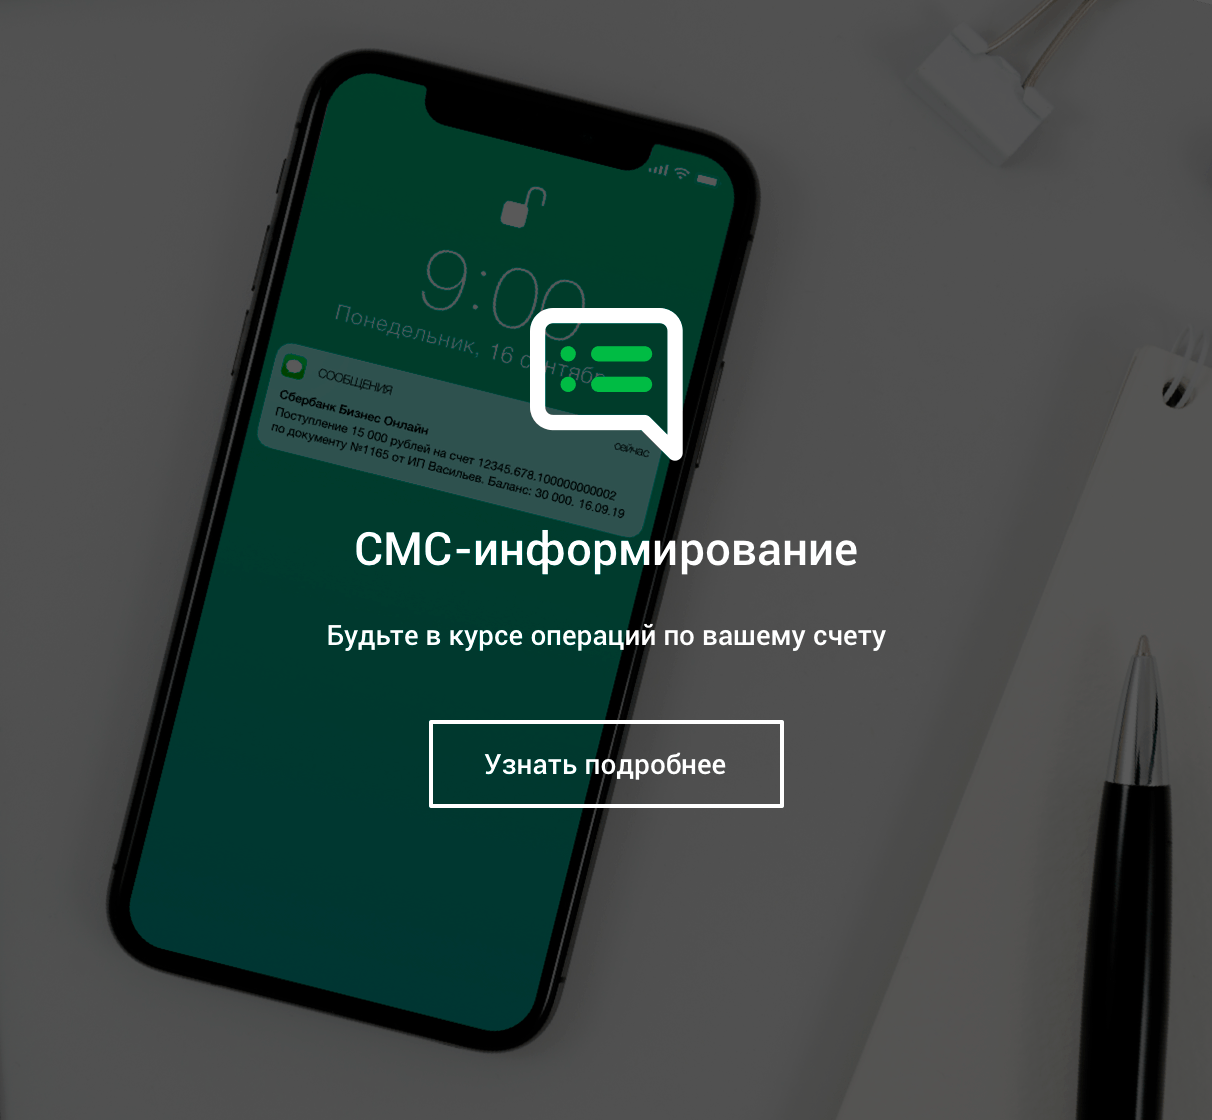 9:00
Понедельник, 16 сентябр
СООБЩЕНИЯ
сейчас
Сбербанк Бизнес Онлайн
Поступление 15 000 рублей на счет 12345.678.100000000002
по документу №1165 от ИП Васильев. Баланс: 30 000. 16.09.19
СМС-информирование
Будьте в курсе операций по вашему счету
Узнать подробнее